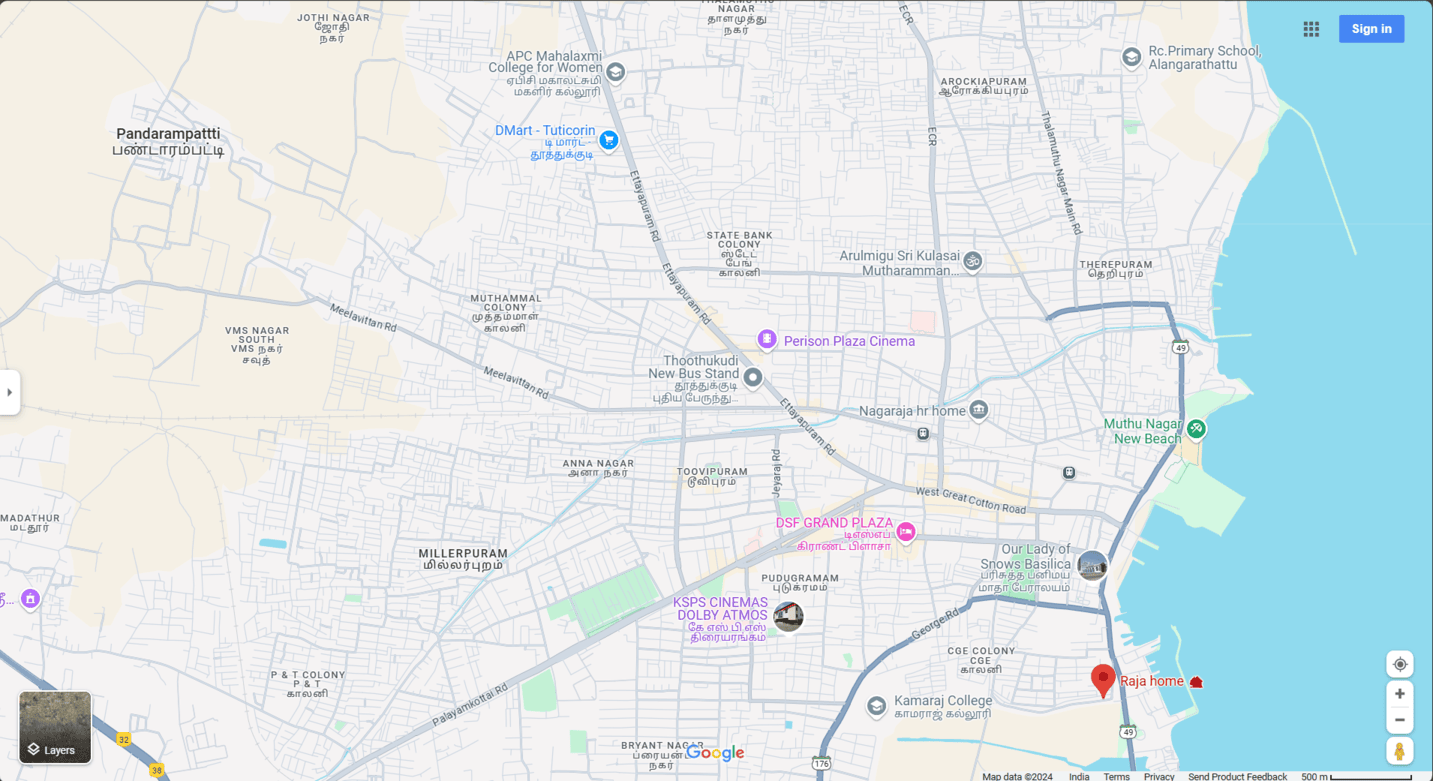 JOTHI NAGAR
ஜோதி
நகர்
THALAMUTHU
NAGAR
தாளமுத்து
நகர்
ECR
Sign in
APC Mahalaxmi
College for Women
ஏபிசி மகாலட்சுமி
மகளிர் கல்லூரி
Rc.Primary School,
Alangarathattu
AROCKIAPURAM
ஆரோக்கியபுரம்
Pandarampattti
பண்டாரம்பட்டி
DMart - Tuticorin
டி மார்ட் -
தூத்துக்குடி
ECR
Thalamuthu Nagar Main Rd
Ettayapuram Rd
STATE BANK
COLONY
ஸ்டேட்
பேங்
காலனி
Arulmigu Sri Kulasai
Mutharamman...
THEREPURAM
தெறிபுரம்
Ettayapuram Rd
MUTHAMMAL
COLONY
முத்தம்மாள்
காலனி
Meelavittan Rd
VMS NAGAR
SOUTH
VMS நகர்
சவுத்
Perison Plaza Cinema
49
Thoothukudi
New Bus Stand
தூத்துக்குடி
புதிய பேருந்து...
Meelavittan Rd
Ettayapuram Rd
Nagaraja hr home
Muthu Nagar
New Beach
ANNA NAGAR
அனா நகர்
TOOVIPURAM
டூவிபுரம்
Jeyaraj Rd
West Great Cotton Road
MADATHUR
மடதூர்
DSF GRAND PLAZA
டிஎஸ்எப்
கிராண்ட பிளாசா
MILLERPURAM
மில்லர்புரம்
Our Lady of
Snows Basilica
பரிசுத்த பனிமய
மாதா பேராலயம்
PUDUGRAMAM
புடுக்ரமம்
KSPS CINEMAS
DOLBY ATMOS
கே எஸ் பி எஸ்
திரையரங்கம்
George Rd
CGE COLONY
CGE
காலனி
P & T COLONY
P & T
காலனி
Raja home
Palayamkottai Rd
Kamaraj College
காமராஜ் கல்லூரி
49
32
Layers
BRYANT NAGAR
ப்ரையண்ட்
நகர்
Google
176
38
Map data ©2024
India
Terms
Privacy
Send Product Feedback
500 m